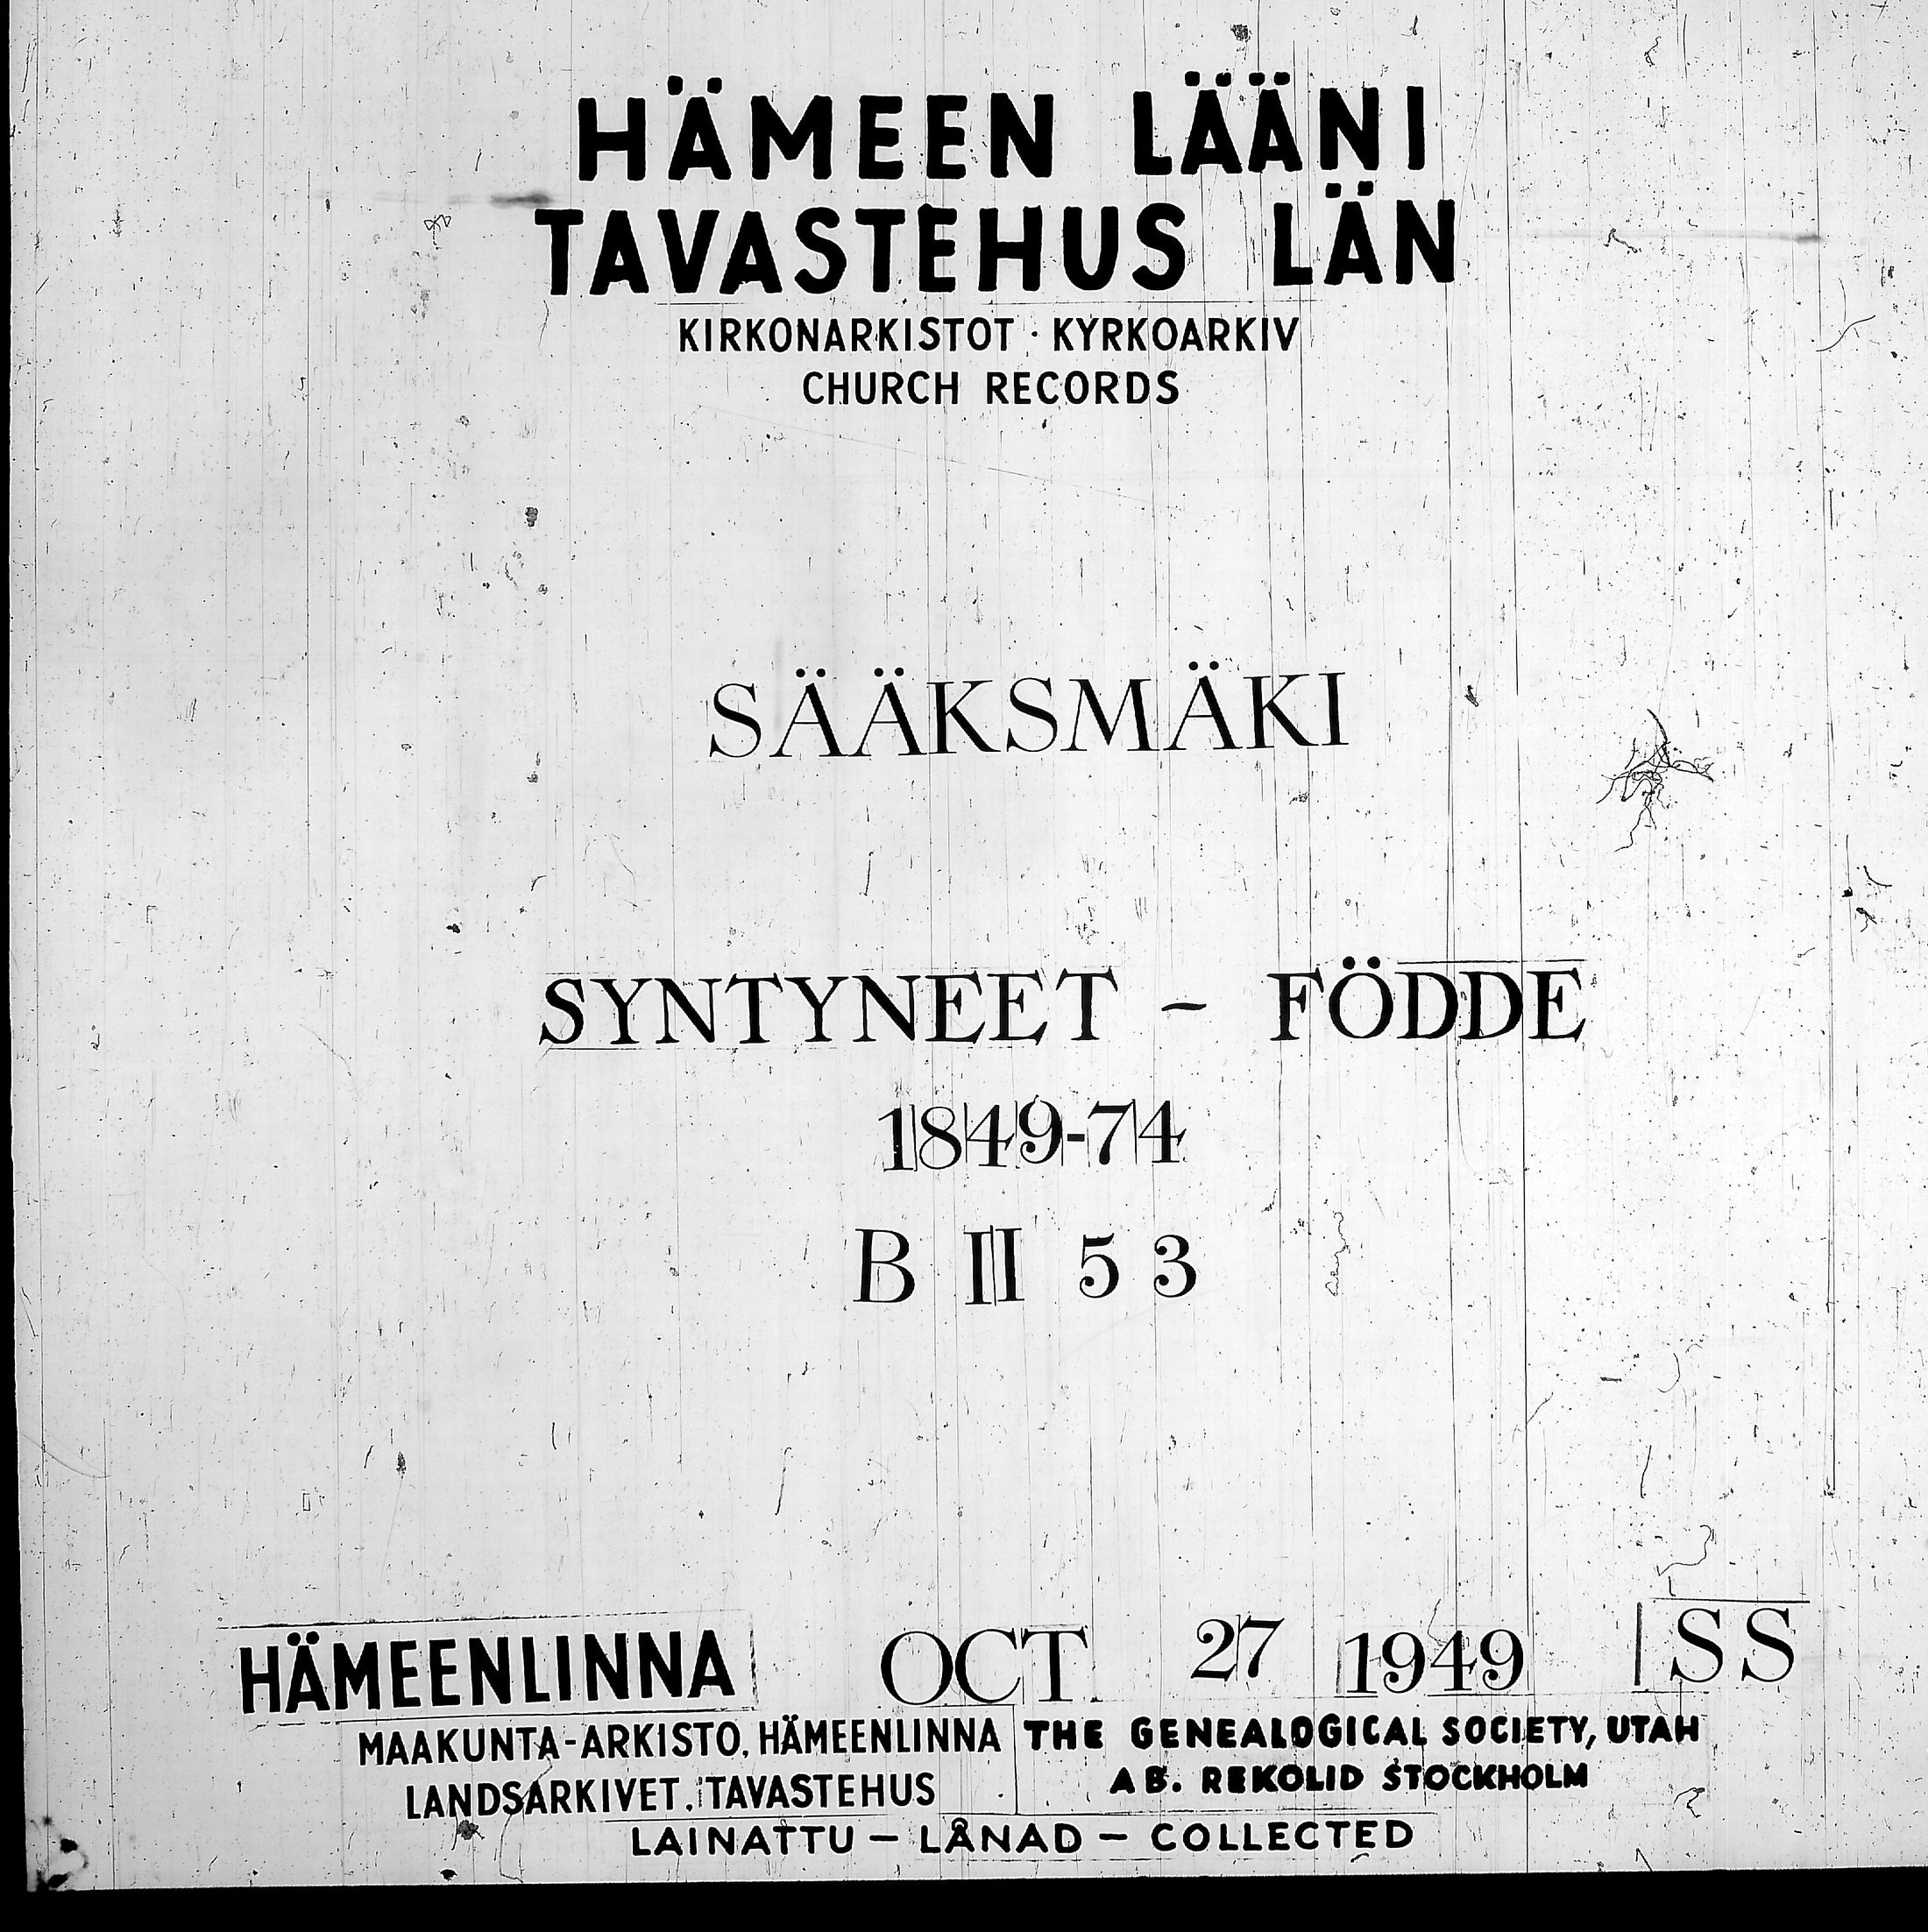 HÄMEEN LÄÄNI
TAVASTEHUS LÄN
KIRKONARKISTOT · KYRKOARKIV
CHURCH RECORDS
SÄÄKSMÄKI
SYNTYNEET - FÖDDE
1849-74
B II 53
HÄMEENLINNA OCT. 27 1949 SS
MAAKUNTA-ARKISTO, HÄMEENLINNA THE GENEALOGICAL SOCIETY, UTAH
LANDSARKIVET, TAVASTEHUS AB. REKOLID STOCKHOLM
LAINATTU - LÅNAD - COLLECTED